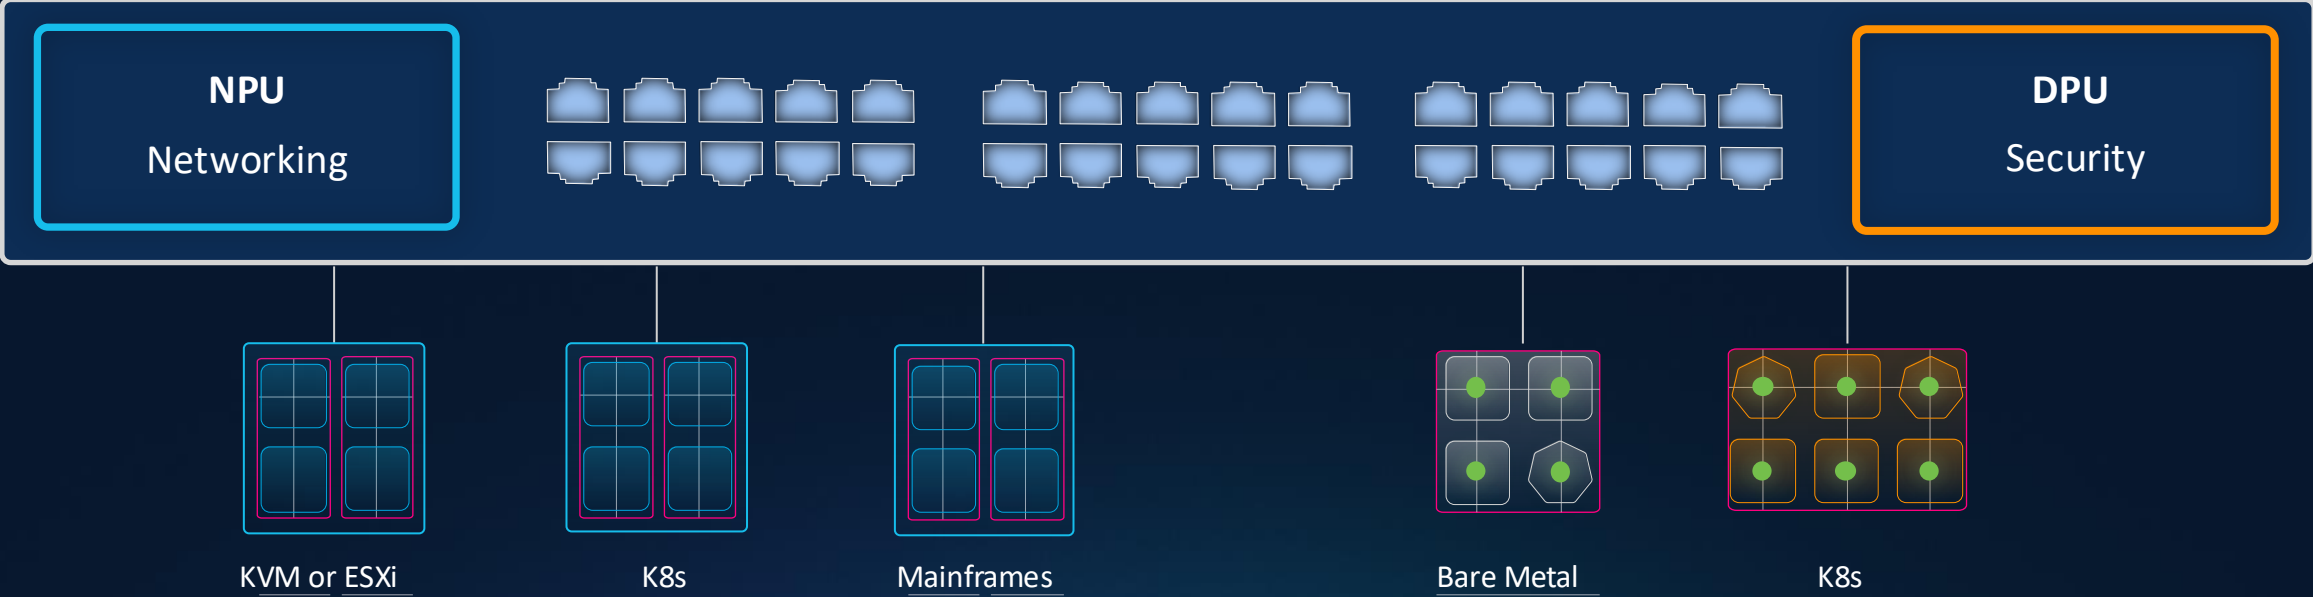 NPU
Networking
DPU
Security
KVM or ESXi
K8s
Mainframes
Bare Metal
K8s